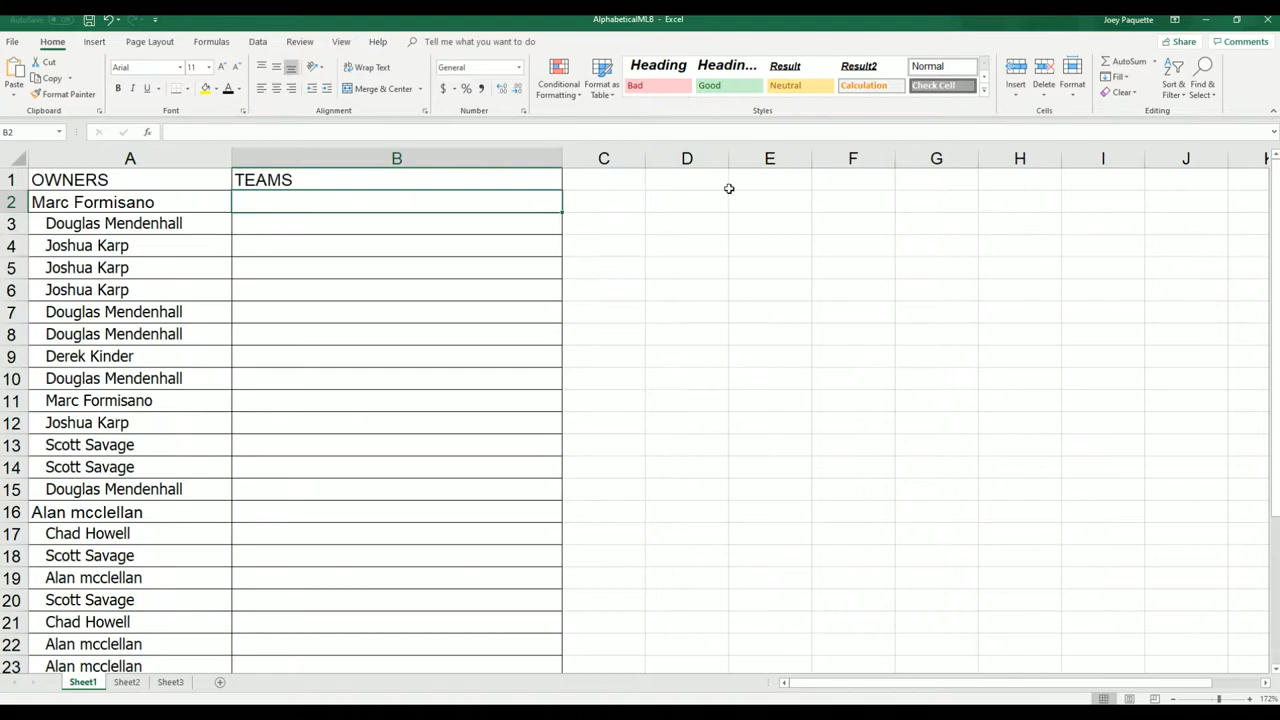 AutoSave Off
AlphabeticalMLB - Excel
Joey Paquette
File Home Insert Page Layout Formulas Data Review View Help Tell me what you want to do
Share Comments
Paste
Cut
Copy
Format Painter
Clipboard
Arial 11
B I U
Font
Wrap Text
Merge & Center
Alignment
General
$ % ,
Number
Conditional Formatting
Format as Table
Heading Headin... Result Result2 Normal
Bad Good Neutral Calculation Check Cell
Styles
Insert Delete Format
Cells
AutoSum
Fill
Clear
Sort & Filter
Find & Select
Editing
B2 fx
A B C D E F G H I J K
1 OWNERS TEAMS
2 Marc Formisano
3 Douglas Mendenhall
4 Joshua Karp
5 Joshua Karp
6 Joshua Karp
7 Douglas Mendenhall
8 Douglas Mendenhall
9 Derek Kinder
10 Douglas Mendenhall
11 Marc Formisano
12 Joshua Karp
13 Scott Savage
14 Scott Savage
15 Douglas Mendenhall
16 Alan mcclellan
17 Chad Howell
18 Scott Savage
19 Alan mcclellan
20 Scott Savage
21 Chad Howell
22 Alan mcclellan
23 Alan mcclellan
Sheet1 Sheet2 Sheet3
172%